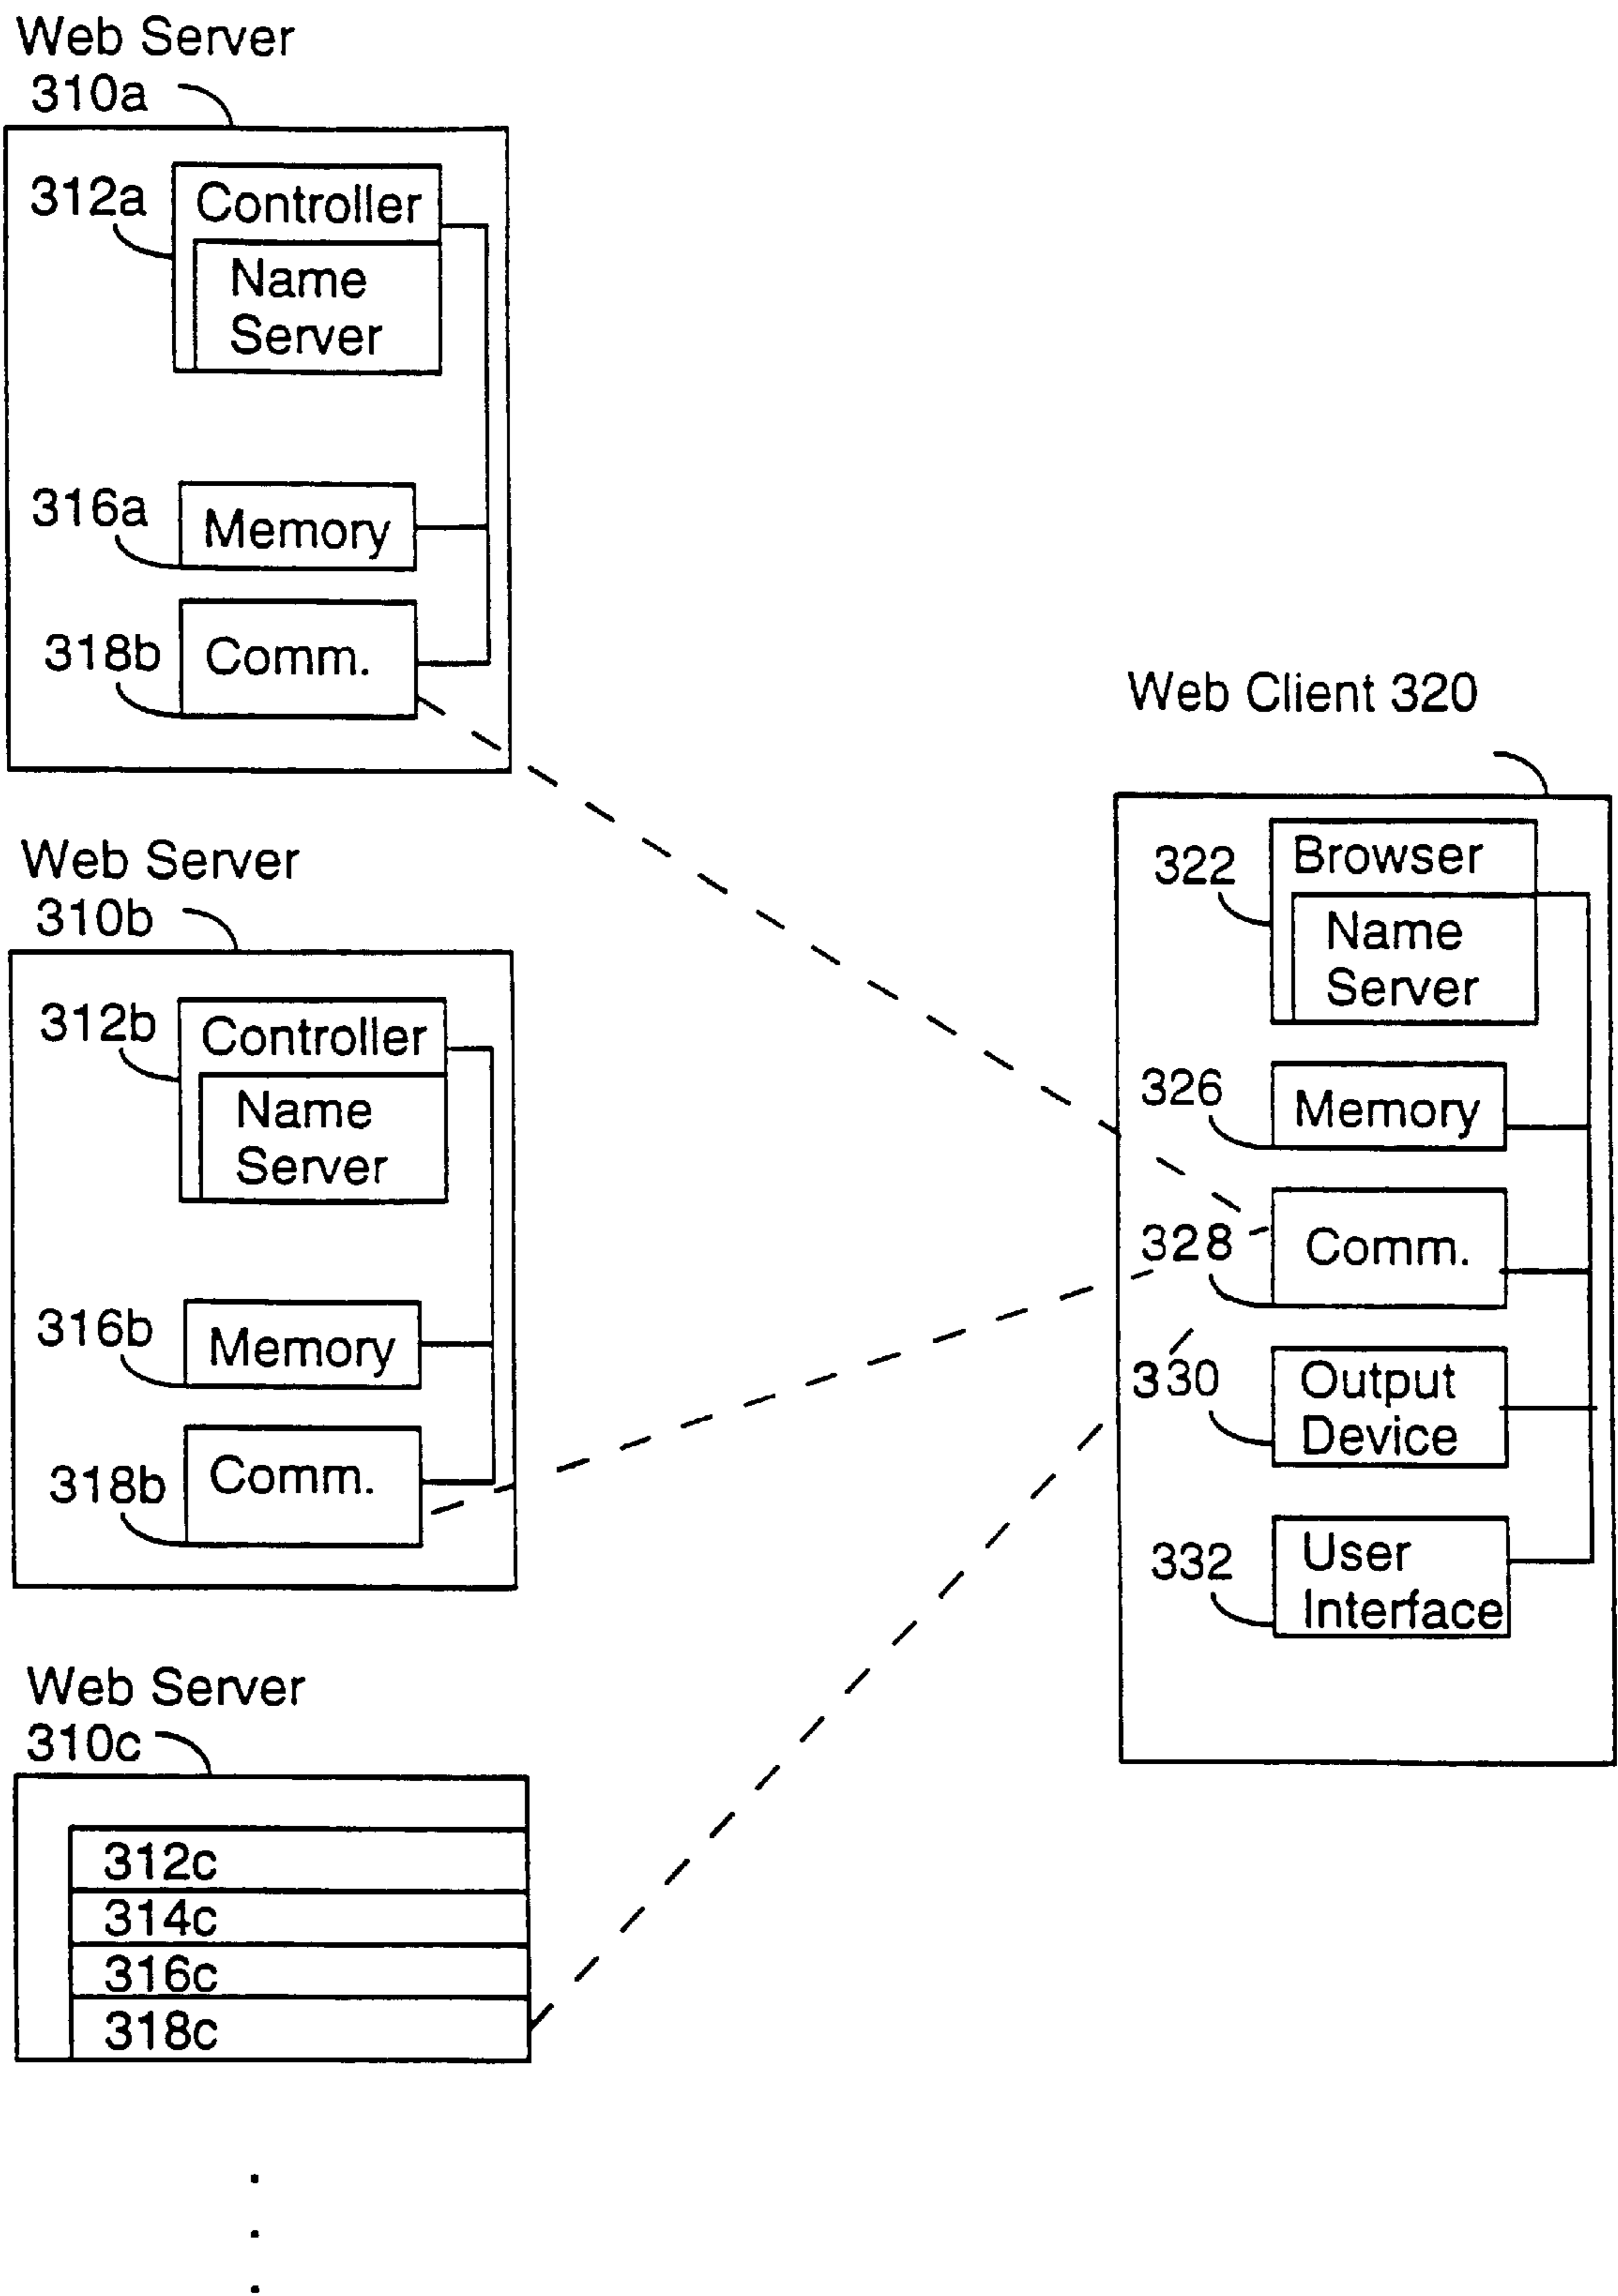 Web Server
310a
312a
Controller
Name
Server
316a
Memory
318b
Comm.
Web Server
310b
312b
Controller
Name
Server
316b
Memory
318b
Comm.
Web Server
310c
312c
314c
316c
318c
Web Client 320
322
Browser
Name
Server
326
Memory
328
Comm.
330
Output
Device
332
User
Interface